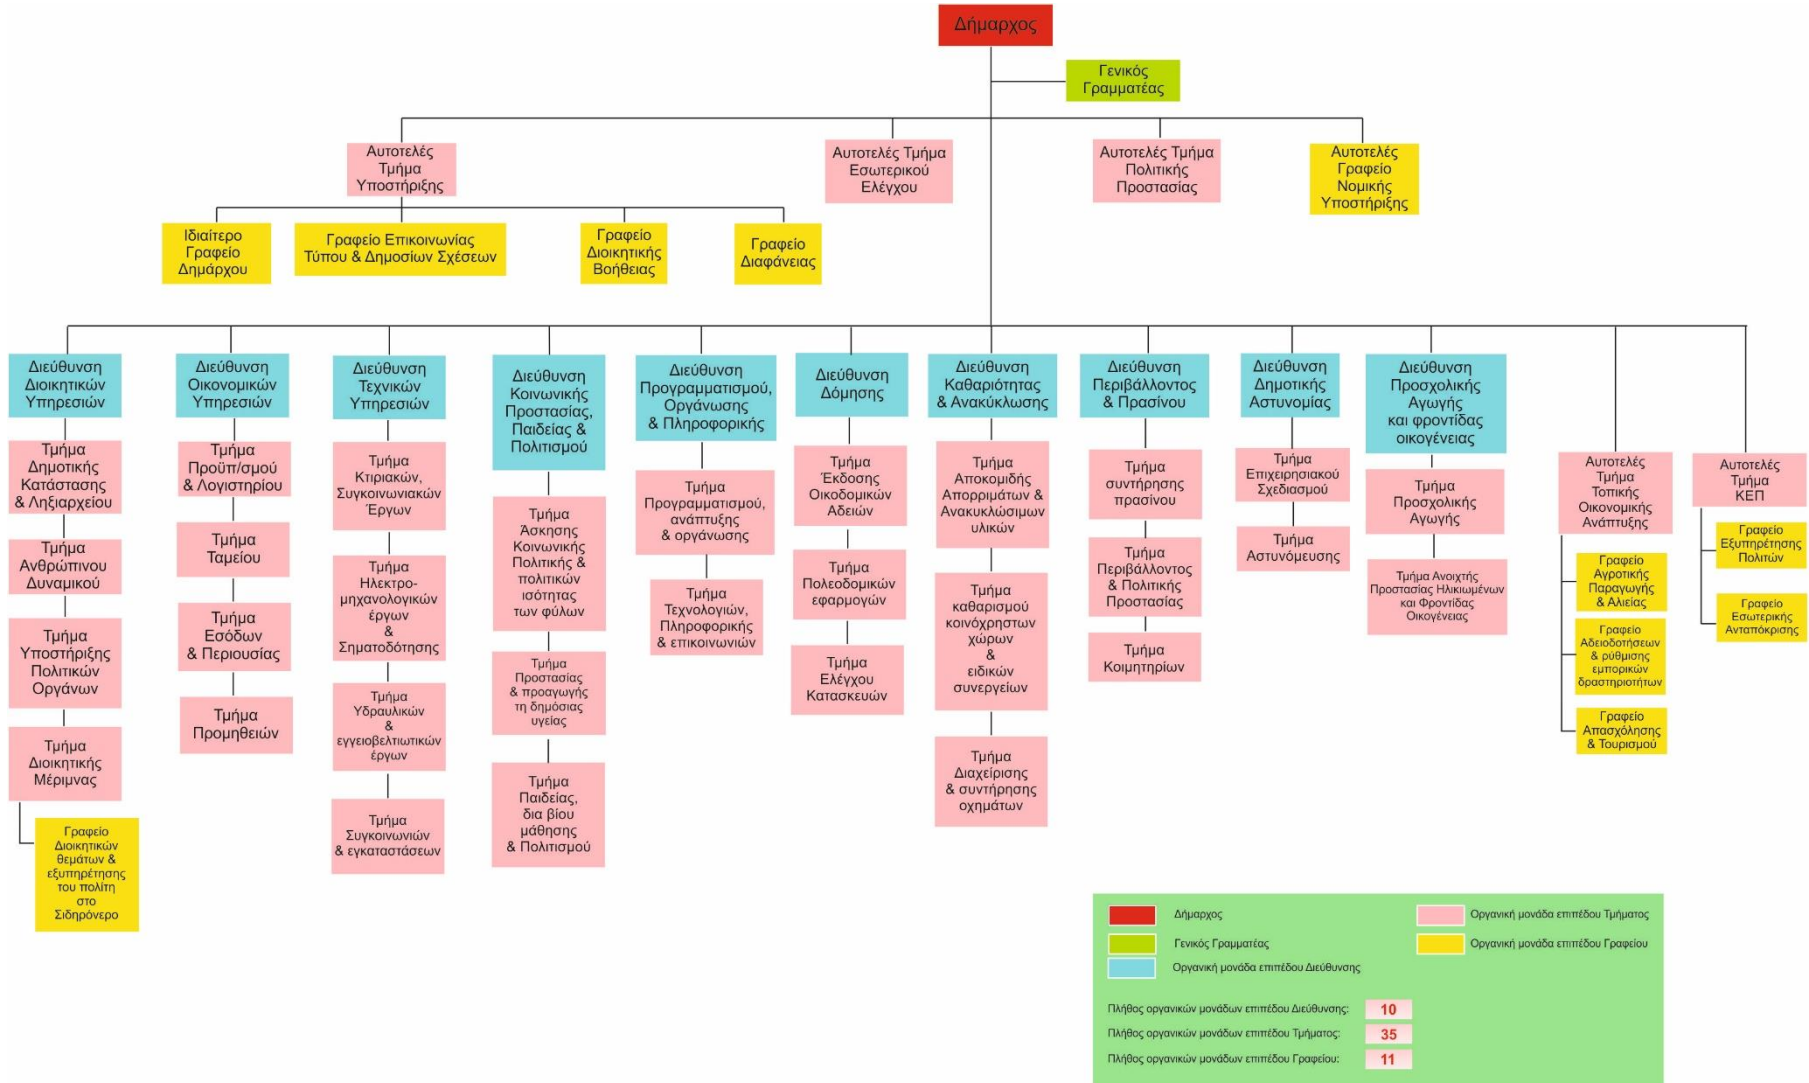 Δήμαρχος
Γενικός
Γραμματέας
Αυτοτελές
Τμήμα
Υποστήριξης
Αυτοτελές Τμήμα
Εσωτερικού
Ελέγχου
Αυτοτελές Τμήμα
Πολιτικής
Προστασίας
Αυτοτελές
Γραφείο
Νομικής
Υποστήριξης
Ιδιαίτερο
Γραφείο
Δημάρχου
Γραφείο Επικοινωνίας
Τύπου & Δημοσίων Σχέσεων
Γραφείο
Διοικητικής
Βοήθειας
Γραφείο
Διαφάνειας
Διεύθυνση
Διοικητικών
Υπηρεσιών
Τμήμα
Δημοτικής
Κατάστασης
& Ληξιαρχείου
Τμήμα
Ανθρώπινου
Δυναμικού
Τμήμα
Υποστήριξης
Πολιτικών
Οργάνων
Τμήμα
Διοικητικής
Μέριμνας
Γραφείο
Διοικητικών
θεμάτων &
εξυπηρέτησης
του πολίτη
στο
Σιδηρόνερο
Διεύθυνση
Οικονομικών
Υπηρεσιών
Τμήμα
Προϋπ/σμού
& Λογιστηρίου
Τμήμα
Ταμείου
Τμήμα
Εσόδων
& Περιουσίας
Τμήμα
Προμηθειών
Διεύθυνση
Τεχνικών
Υπηρεσιών
Τμήμα
Κτιριακών,
Συγκοινωνιακών
Έργων
Τμήμα
Ηλεκτρο-
μηχανολογικών
έργων
&
Σηματοδότησης
Τμήμα
Υδραυλικών
&
εγγειοβελτιωτικών
έργων
Τμήμα
Συγκοινωνιών
& εγκαταστάσεων
Διεύθυνση
Κοινωνικής
Προστασίας,
Παιδείας &
Πολιτισμού
Τμήμα
Άσκησης
Κοινωνικής
Πολιτικής &
πολιτικών
ισότητας
των φύλων
Τμήμα
Προστασίας
& προαγωγής
τη δημόσιας
υγείας
Τμήμα
Παιδείας,
δια βίου
μάθησης
& Πολιτισμού
Διεύθυνση
Προγραμματισμού,
Οργάνωσης
& Πληροφορικής
Τμήμα
Προγραμματισμού,
ανάπτυξης
& οργάνωσης
Τμήμα
Τεχνολογιών,
Πληροφορικής
& επικοινωνιών
Διεύθυνση
Δόμησης
Τμήμα
Έκδοσης
Οικοδομικών
Αδειών
Τμήμα
Πολεοδομικών
εφαρμογών
Τμήμα
Ελέγχου
Κατασκευών
Διεύθυνση
Καθαριότητας
& Ανακύκλωσης
Τμήμα
Αποκομιδής
Απορριμάτων &
Ανακυκλώσιμων
υλικών
Τμήμα
καθαρισμού
κοινόχρηστων
χώρων
&
ειδικών
συνεργείων
Τμήμα
Διαχείρισης
& συντήρησης
οχημάτων
Διεύθυνση
Περιβάλλοντος
& Πρασίνου
Τμήμα
συντήρησης
πρασίνου
Τμήμα
Περιβάλλοντος
& Πολιτικής
Προστασίας
Τμήμα
Κοιμητηρίων
Διεύθυνση
Δημοτικής
Αστυνομίας
Τμήμα
Επιχειρησιακού
Σχεδιασμού
Τμήμα
Αστυνόμευσης
Διεύθυνση
Προσχολικής
Αγωγής
και φροντίδας
οικογένειας
Τμήμα
Προσχολικής
Αγωγής
Τμήμα Ανοιχτής
Προστασίας Ηλικιωμένων
και Φροντίδας
Οικογένειας
Αυτοτελές
Τμήμα
Τοπικής
Οικονομικής
Ανάπτυξης
Γραφείο
Αγροτικής
Παραγωγής
& Αλιείας
Γραφείο
Αδειοδοτήσεων
& ρύθμισης
εμπορικών
δραστηριοτήτων
Γραφείο
Απασχόλησης
& Τουρισμού
Αυτοτελές
Τμήμα
ΚΕΠ
Γραφείο
Εξυπηρέτησης
Πολιτών
Γραφείο
Εσωτερικής
Ανταπόκρισης
Δήμαρχος
Γενικός Γραμματέας
Οργανική μονάδα επιπέδου Διεύθυνσης
Οργανική μονάδα επιπέδου Τμήματος
Οργανική μονάδα επιπέδου Γραφείου
Πλήθος οργανικών μονάδων επιπέδου Διεύθυνσης: 10
Πλήθος οργανικών μονάδων επιπέδου Τμήματος: 35
Πλήθος οργανικών μονάδων επιπέδου Γραφείου: 11